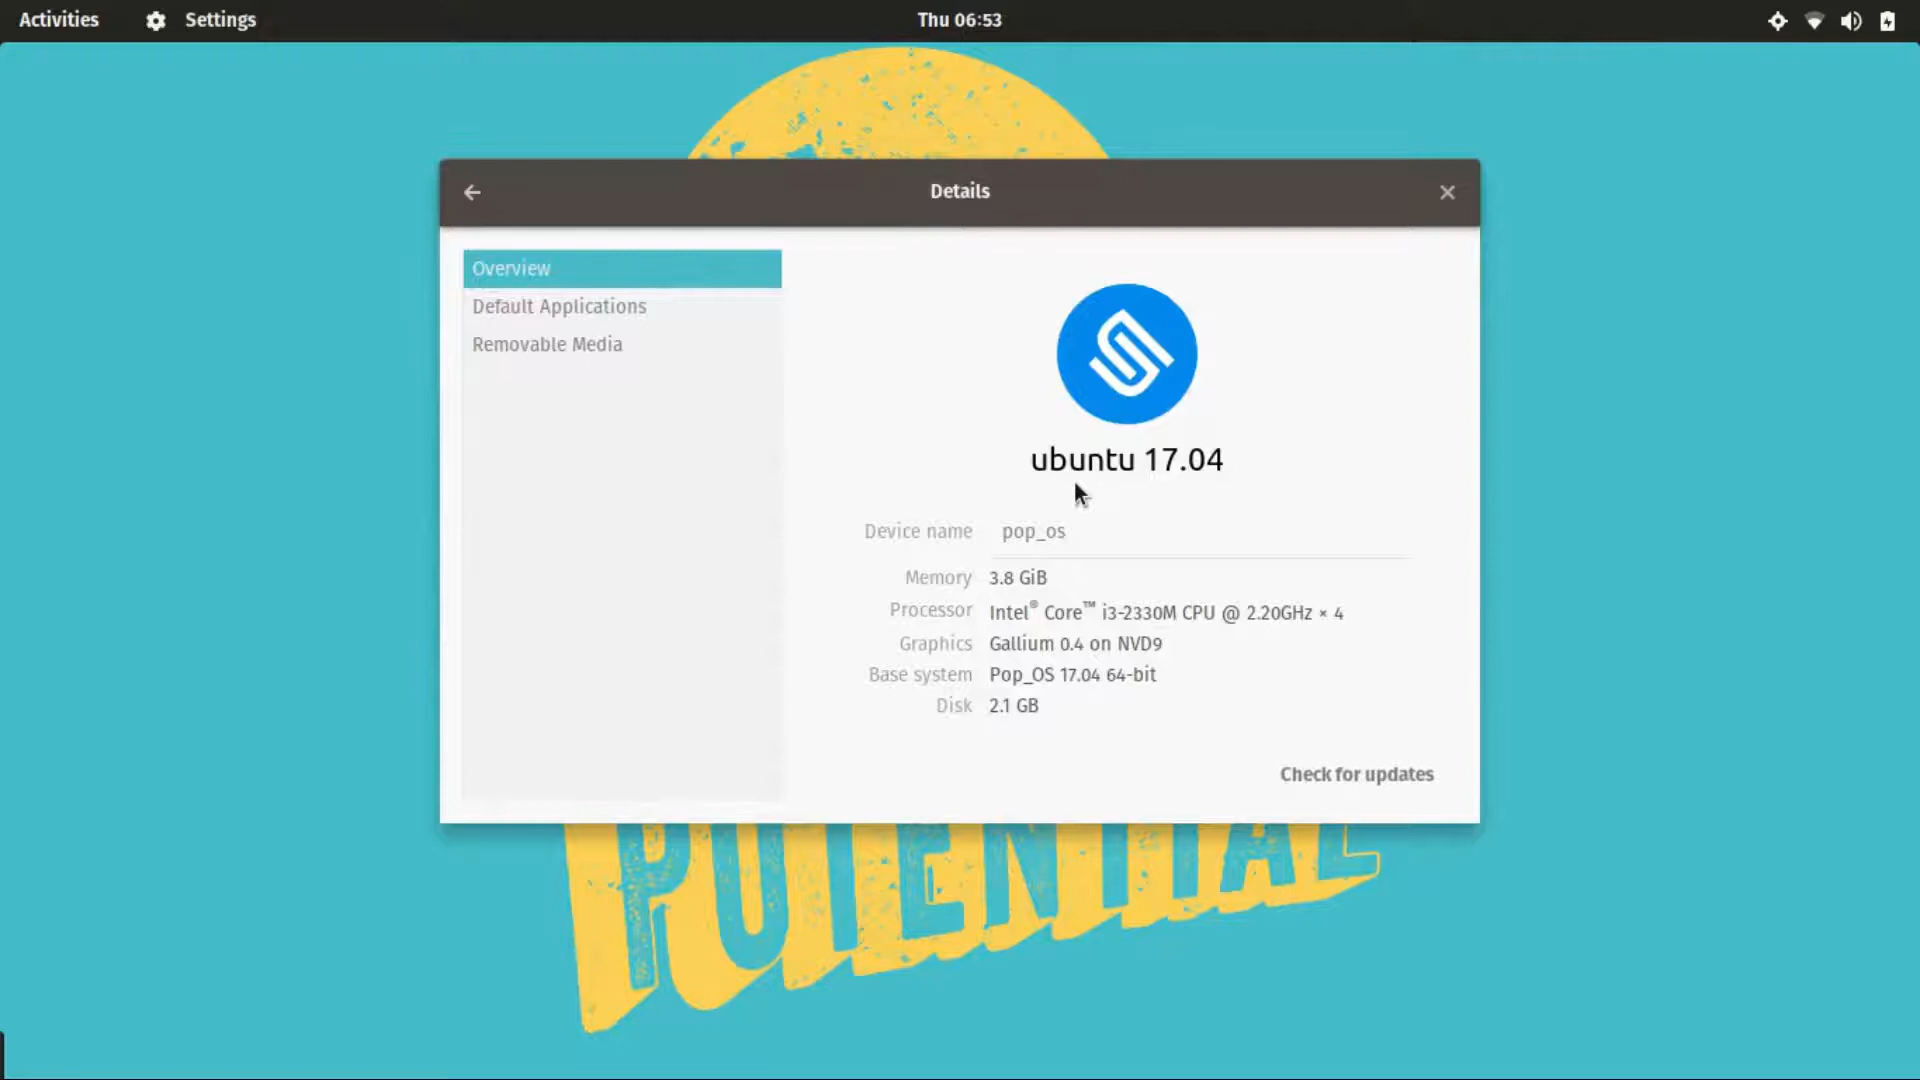 Activities Settings Thu 06:53
Details
Overview
Default Applications
Removable Media
ubuntu 17.04
Device name pop_os
Memory 3.8 GiB
Processor Intel® Core™ i3-2330M CPU @ 2.20GHz × 4
Graphics Gallium 0.4 on NVD9
Base system Pop_OS 17.04 64-bit
Disk 2.1 GB
Check for updates
POTENTIAL